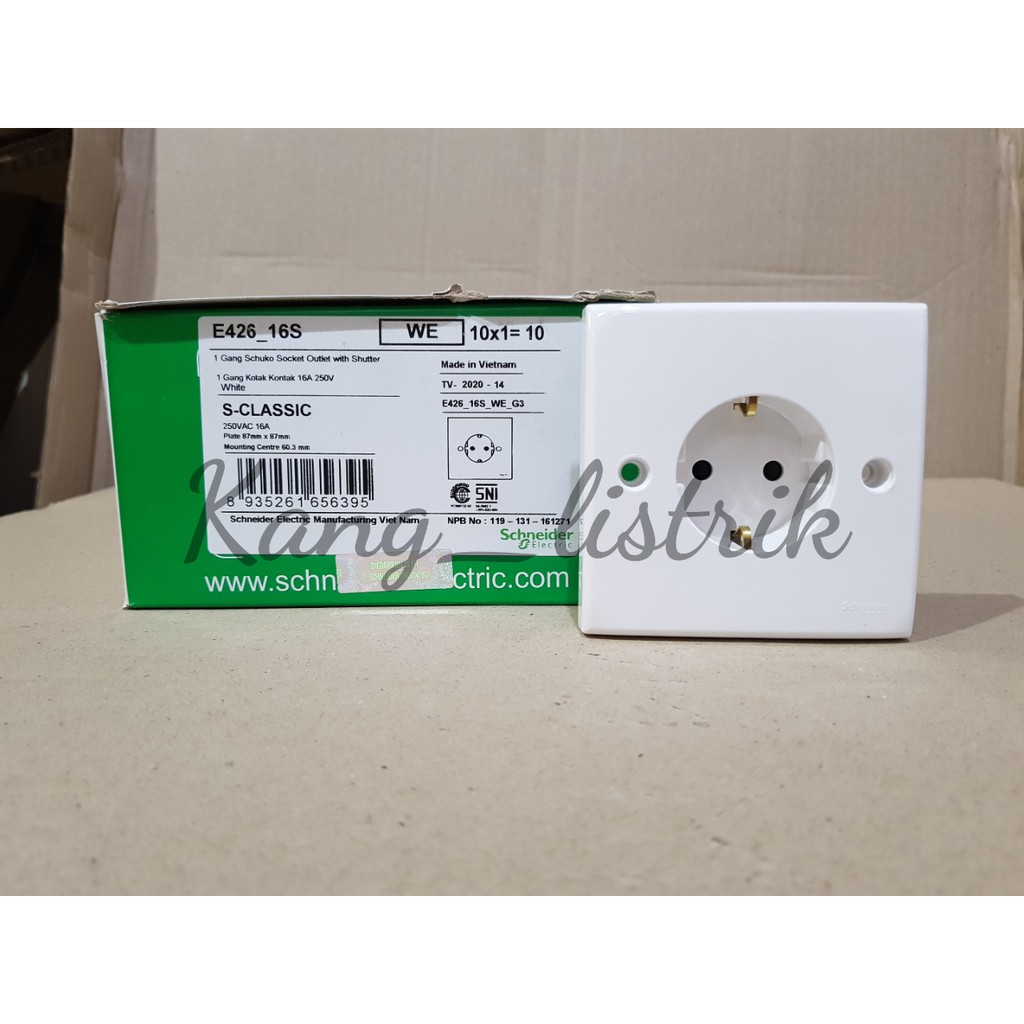 E426_16S
WE
10x1= 10
1 Gang Schuko Socket Outlet with Shutter
1 Gang Kotak Kontak 16A 250V
White
S-CLASSIC
250VAC 16A
Plate 87mm x 87mm
Mounting Centre 60.3 mm
8 935261 656395
Made in Vietnam
TV- 2020 - 14
E426_16S_WE_G3
SNI
Schneider Electric Manufacturing Viet Nam
NPB No : 119 – 131 – 161271
Schneider
Electric
www.schn
ctric.com
Schneider
Kang_listrik